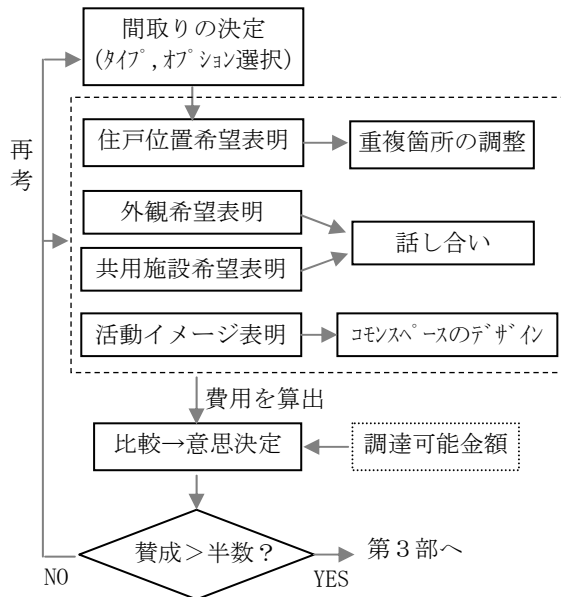 間取りの決定
(ﾀｲﾌﾟ,ｵﾌﾟｼｮﾝ選択)
再考
住戸位置希望表明
重複箇所の調整
外観希望表明
話し合い
共用施設希望表明
活動イメージ表明
ｺﾓﾝｽﾍﾟｰｽのﾃﾞｻﾞｲﾝ
費用を算出
比較→意思決定
調達可能金額
賛成＞半数？
第３部へ
NO
YES